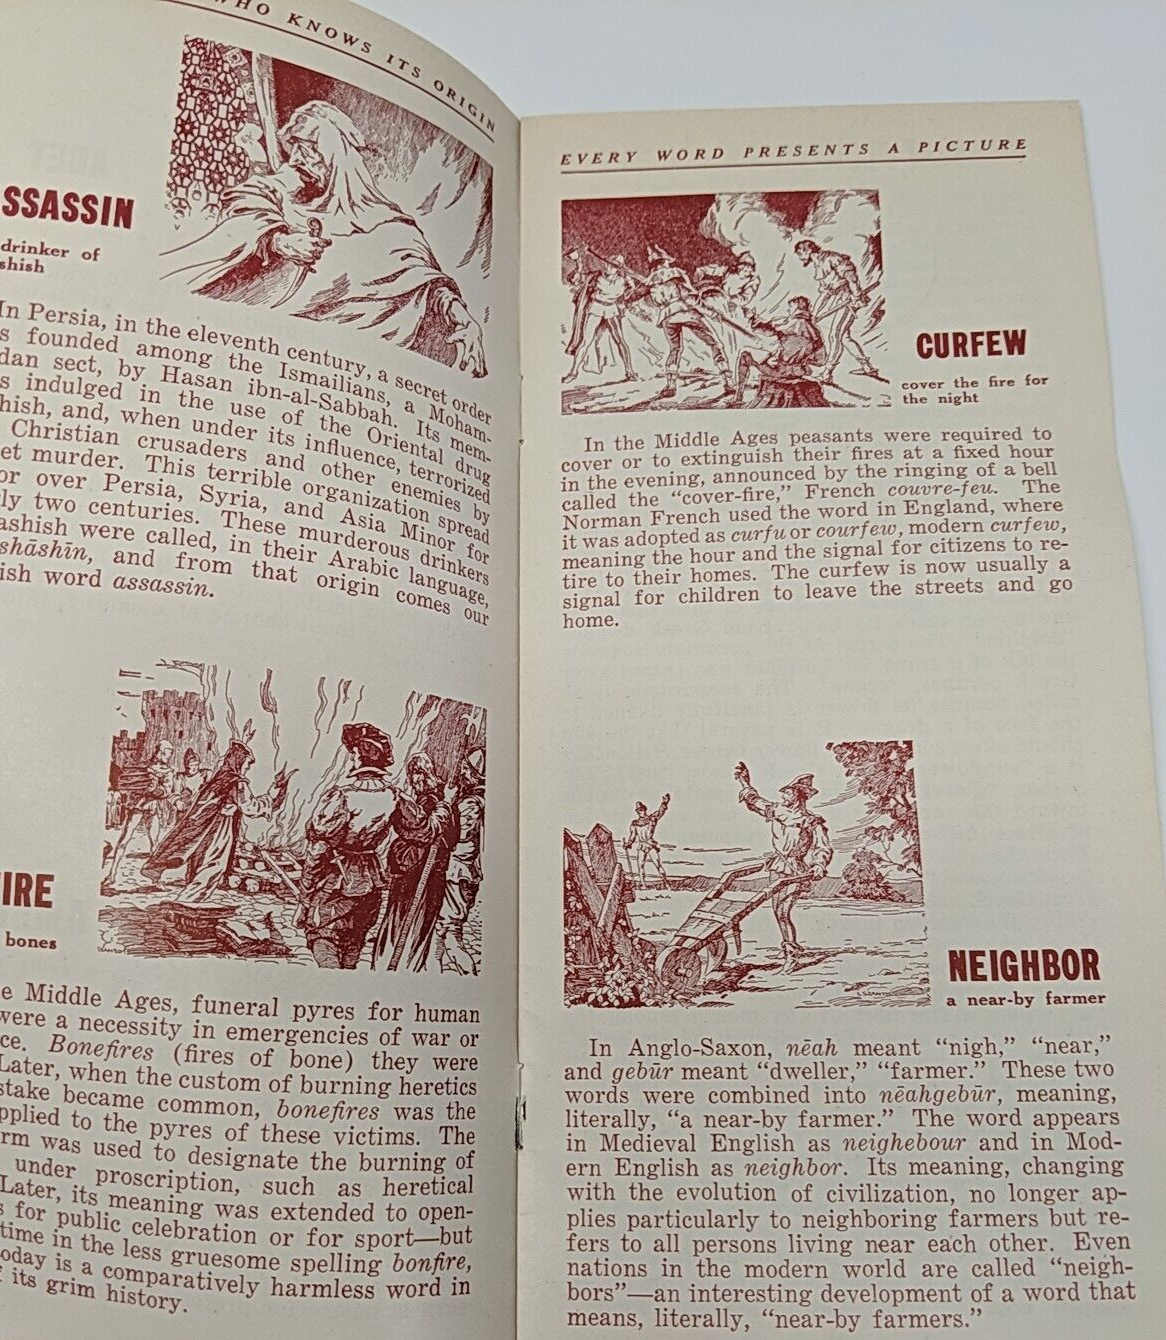 WHO KNOWS ITS ORIGIN
SSASSIN
drinker of
shish
In Persia, in the eleventh century, a secret order
s founded among the Ismailians, a Moham-
dan sect, by Hasan ibn-al-Sabbah. Its mem-
s indulged in the use of the Oriental drug
hish, and, when under its influence, terrorized
Christian crusaders and other enemies by
et murder. This terrible organization spread
or over Persia, Syria, and Asia Minor for
ly two centuries. These murderous drinkers
ashish were called, in their Arabic language,
shāshīn, and from that origin comes our
ish word assassin.
IRE
bones
e Middle Ages, funeral pyres for human
were a necessity in emergencies of war or
ce. Bonefires (fires of bone) they were
Later, when the custom of burning heretics
stake became common, bonefires was the
pplied to the pyres of these victims. The
rm was used to designate the burning of
under proscription, such as heretical
Later, its meaning was extended to open-
s for public celebration or for sport—but
time in the less gruesome spelling bonfire,
oday is a comparatively harmless word in
f its grim history.
EVERY WORD PRESENTS A PICTURE
CURFEW
cover the fire for
the night
In the Middle Ages peasants were required to
cover or to extinguish their fires at a fixed hour
in the evening, announced by the ringing of a bell
called the “cover-fire,” French couvre-feu. The
Norman French used the word in England, where
it was adopted as curfu or courfew, modern curfew,
meaning the hour and the signal for citizens to re-
tire to their homes. The curfew is now usually a
signal for children to leave the streets and go
home.
NEIGHBOR
a near-by farmer
In Anglo-Saxon, nēah meant “nigh,” “near,”
and gebūr meant “dweller,” “farmer.” These two
words were combined into nēahgebūr, meaning,
literally, “a near-by farmer.” The word appears
in Medieval English as neighebour and in Mod-
ern English as neighbor. Its meaning, changing
with the evolution of civilization, no longer ap-
plies particularly to neighboring farmers but re-
fers to all persons living near each other. Even
nations in the modern world are called “neigh-
bors”—an interesting development of a word that
means, literally, “near-by farmers.”